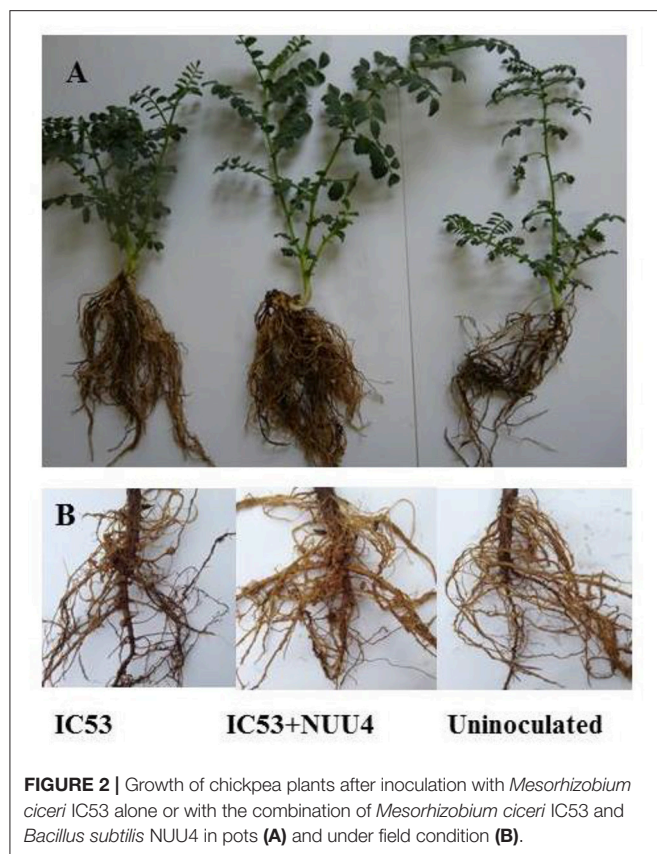 A
B
IC53 IC53+NUU4 Uninoculated
FIGURE 2 | Growth of chickpea plants after inoculation with Mesorhizobium
ciceri IC53 alone or with the combination of Mesorhizobium ciceri IC53 and
Bacillus subtilis NUU4 in pots (A) and under field condition (B).